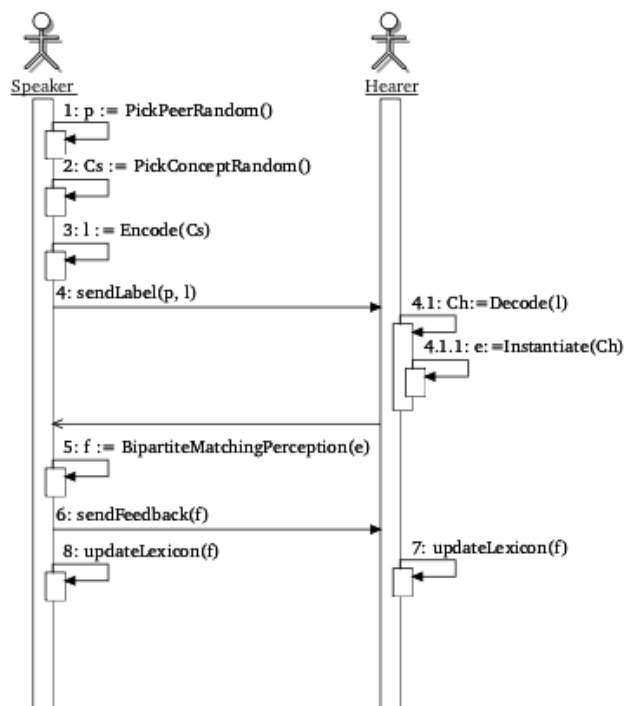 Speaker
Hearer
1: p := PickPeerRandom()
2: Cs := PickConceptRandom()
3: l := Encode(Cs)
4: sendLabel(p, l)
4.1: Ch:=Decode(l)
4.1.1: e:=Instantiate(Ch)
5: f := BipartiteMatchingPerception(e)
6: sendFeedback(f)
8: updateLexicon(f)
7: updateLexicon(f)